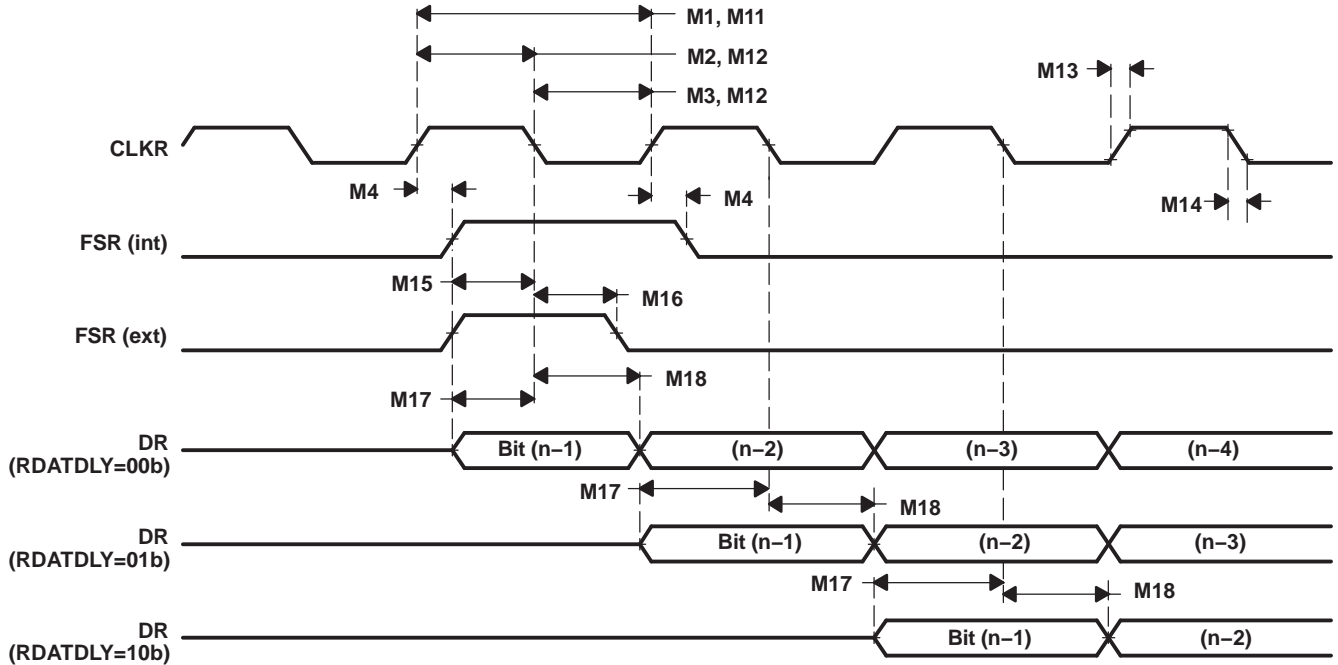 M1, M11
M2, M12
M3, M12
M13
CLKR
M4
M4
M14
FSR (int)
M15
M16
FSR (ext)
M18
M17
DR
(RDATDLY=00b)
Bit (n–1)
(n–2)
(n–3)
(n–4)
M17
M18
DR
(RDATDLY=01b)
Bit (n–1)
(n–2)
(n–3)
M17
M18
DR
(RDATDLY=10b)
Bit (n–1)
(n–2)